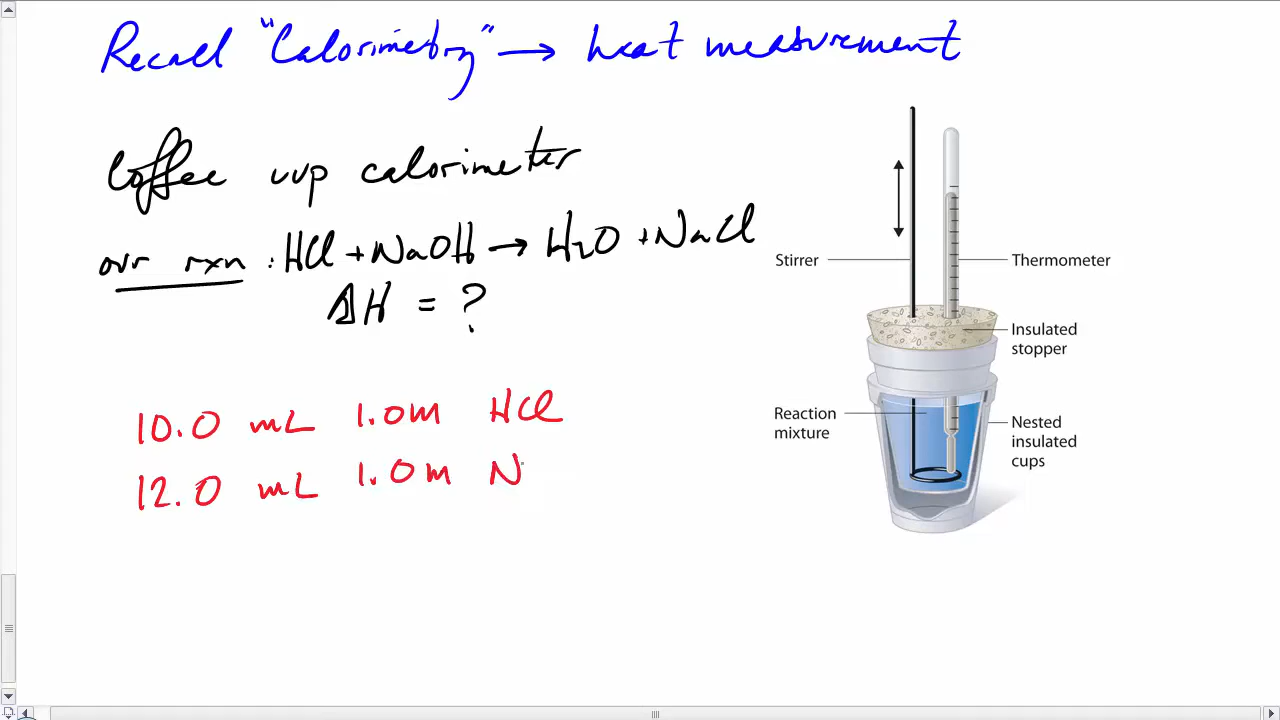 Recall "Calorimetry" → heat measurement
Coffee cup calorimeter
our rxn : HCl + NaOH → H2O + NaCl
ΔH = ?
10.0 mL 1.0M HCl
12.0 mL 1.0M N
Stirrer
Thermometer
Insulated
stopper
Reaction
mixture
Nested
insulated
cups